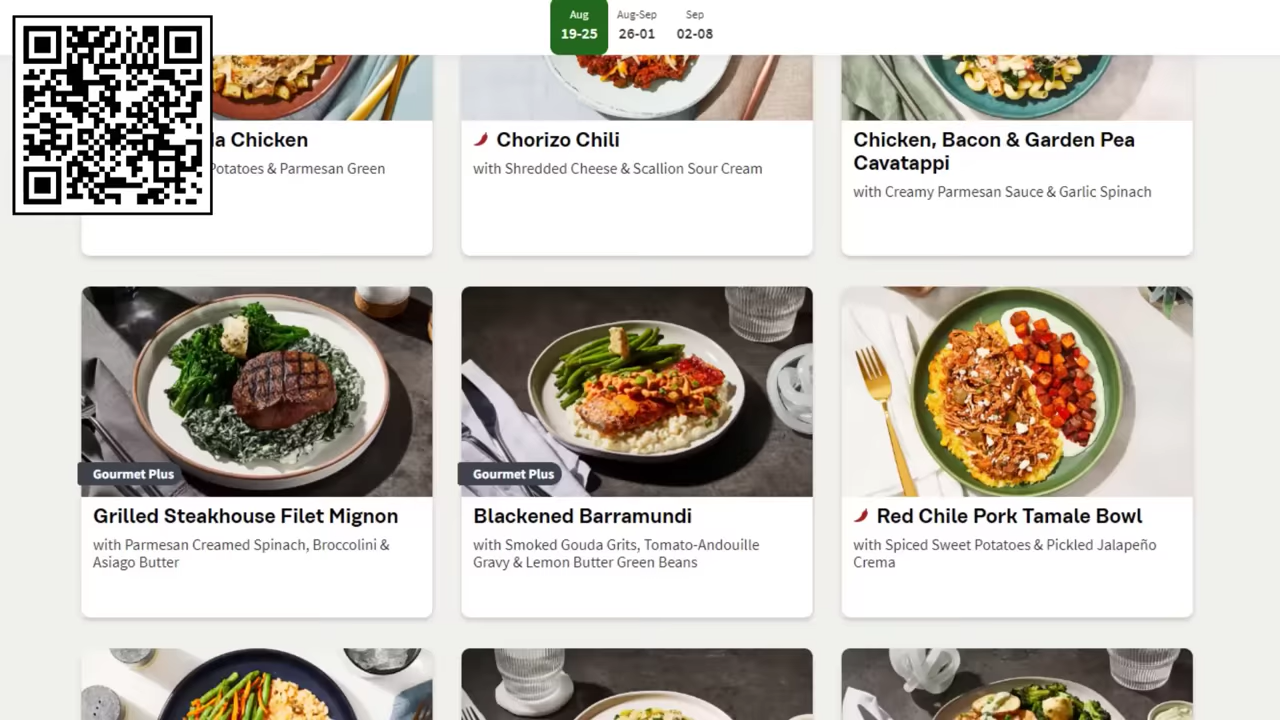 Aug
19-25
Aug-Sep
26-01
Sep
02-08
Chicken
Potatoes & Parmesan Green
Chorizo Chili
with Shredded Cheese & Scallion Sour Cream
Chicken, Bacon & Garden Pea
Cavatappi
with Creamy Parmesan Sauce & Garlic Spinach
Gourmet Plus
Grilled Steakhouse Filet Mignon
with Parmesan Creamed Spinach, Broccolini &
Asiago Butter
Gourmet Plus
Blackened Barramundi
with Smoked Gouda Grits, Tomato-Andouille
Gravy & Lemon Butter Green Beans
Red Chile Pork Tamale Bowl
with Spiced Sweet Potatoes & Pickled Jalapeño
Crema